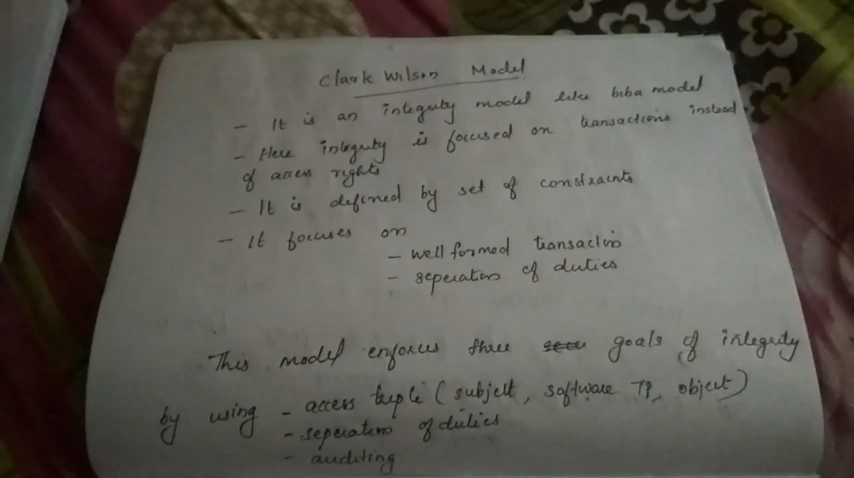 Clark Wilson Model
- It is an integrity model like biba model
- Here integrity is focused on transactions instead
of access rights
- It is defined by set of constraints
- It focuses on
- well formed transaction
- seperation of duties
This model enforces three goals of integrity
by using - access triple (subject, software TP, object)
- seperation of duties
- auditing